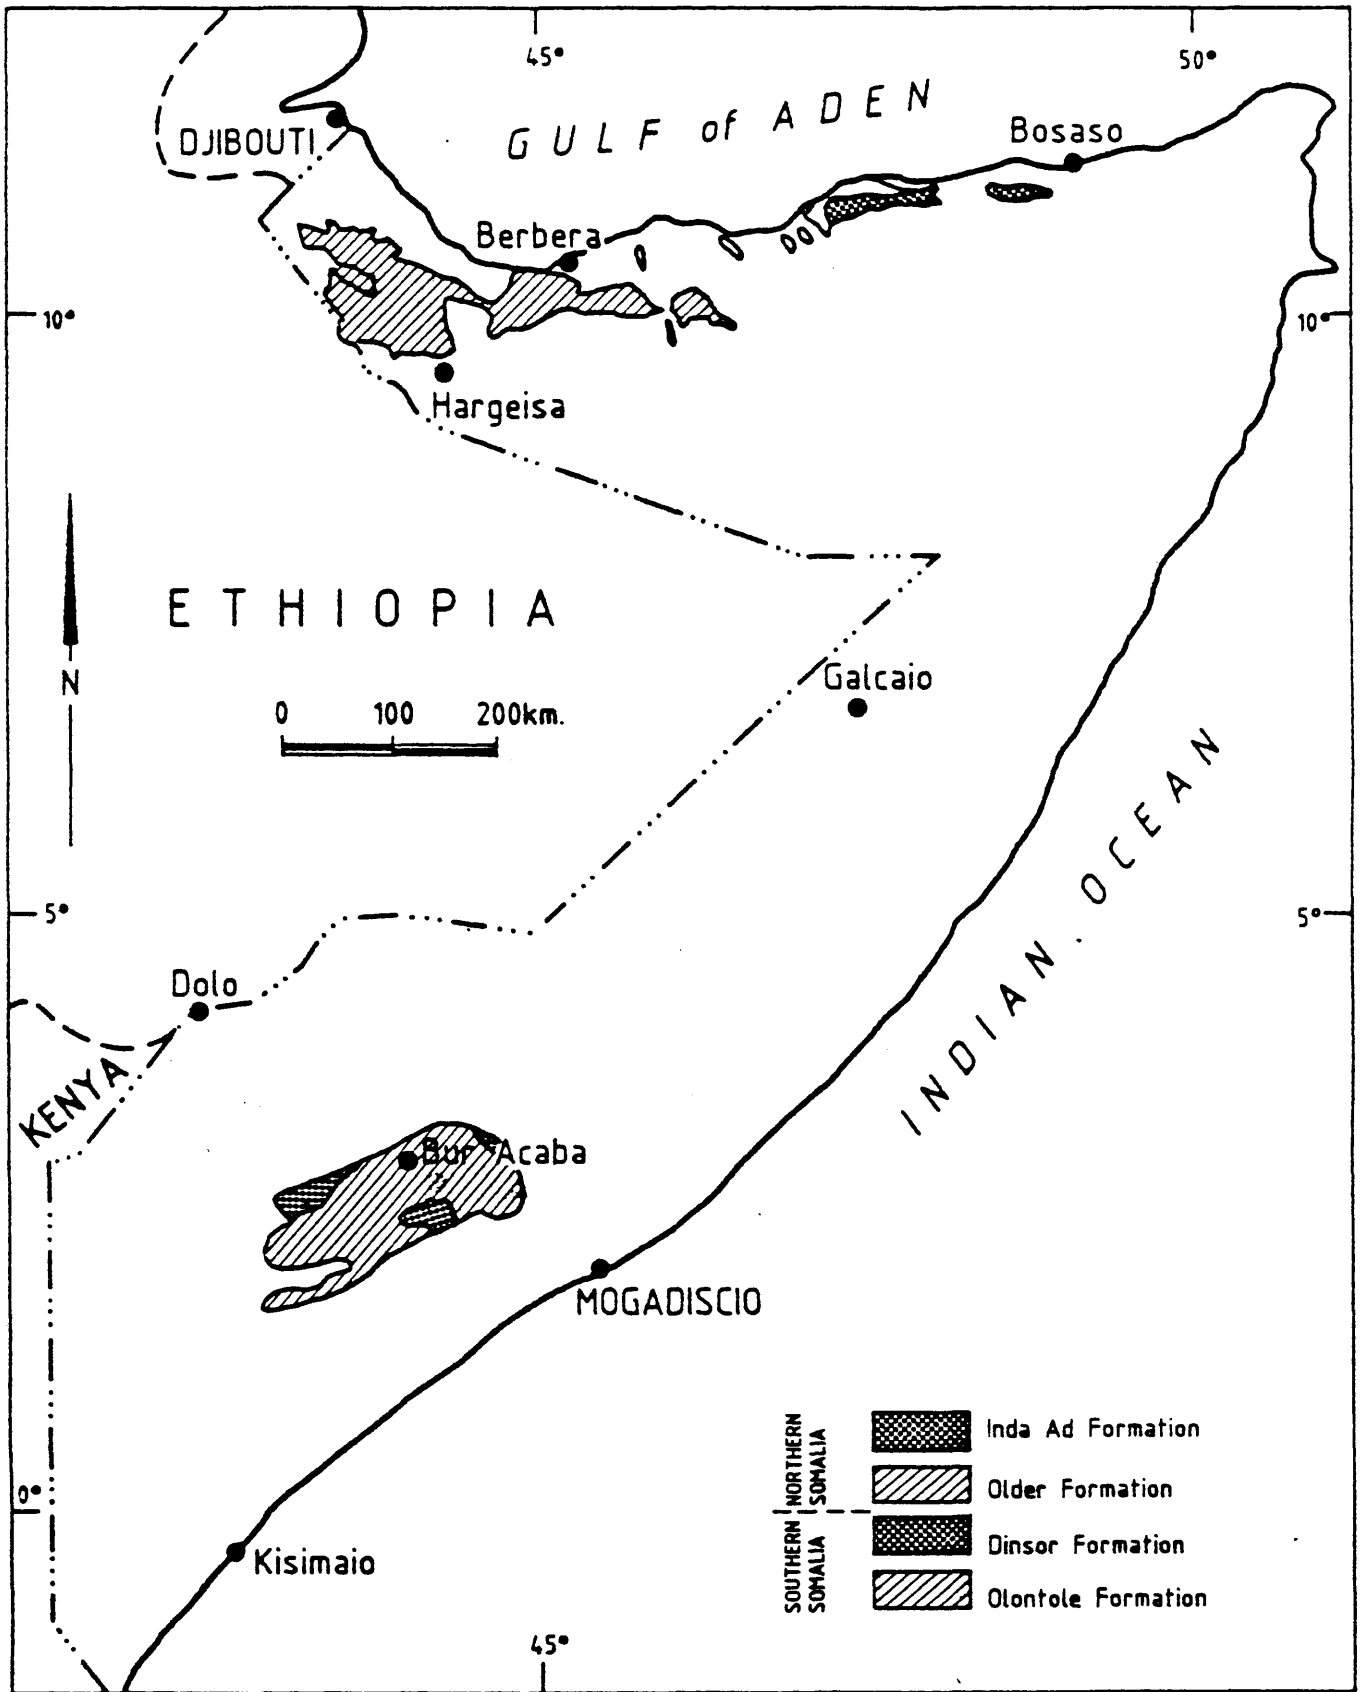 45°
50°
GULF of ADEN
DJIBOUTI
Bosaso
Berbera
10°
10°
Hargeisa
ETHIOPIA
N
Galcaio
0 100 200km.
INDIAN OCEAN
5°
5°
Dolo
KENYA
Bur Acaba
MOGADISCIO
NORTHERN
SOMALIA
Inda Ad Formation
Older Formation
0°
SOUTHERN
SOMALIA
Dinsor Formation
Olontole Formation
Kisimaio
45°